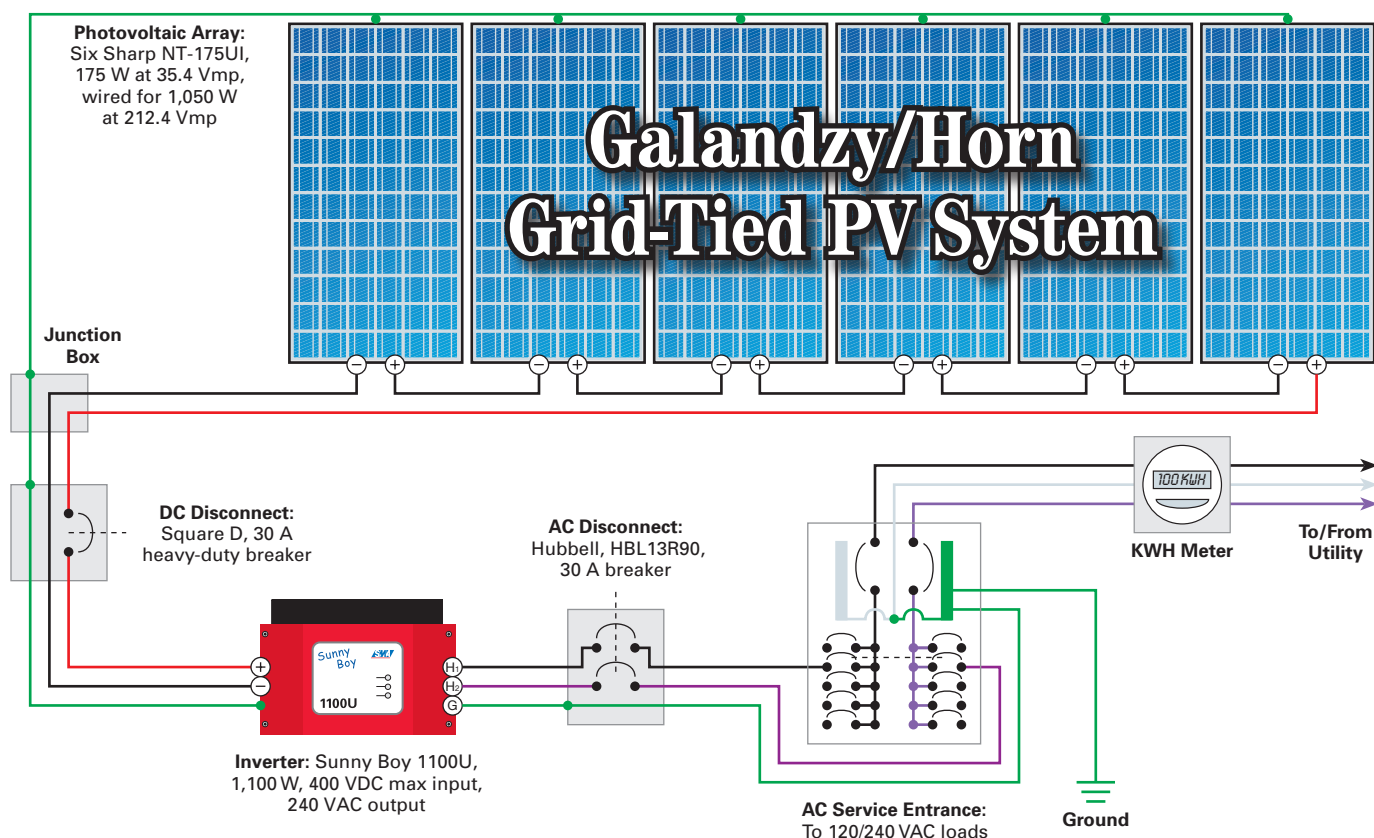 Photovoltaic Array:
Six Sharp NT-175UI,
175 W at 35.4 Vmp,
wired for 1,050 W
at 212.4 Vmp
Galandzy/Horn
Grid-Tied PV System
Junction
Box
− + − + − + − + − + − +
DC Disconnect:
Square D, 30 A
heavy-duty breaker
AC Disconnect:
Hubbell, HBL13R90,
30 A breaker
100 KWH
KWH Meter
To/From
Utility
Sunny
Boy
SMA
1100U
+
−
H1
H2
G
Inverter: Sunny Boy 1100U,
1,100 W, 400 VDC max input,
240 VAC output
AC Service Entrance:
To 120/240 VAC loads
Ground